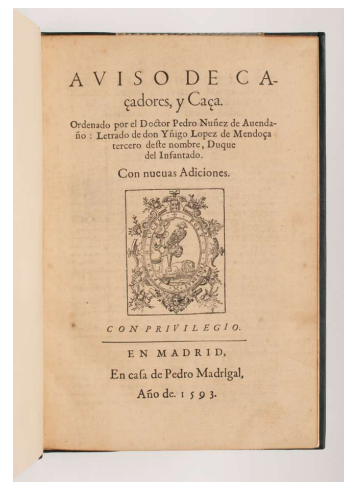 AVISO DE CA-
çadores, y Caça.
Ordenado por el Doctor Pedro Nuñez de Auenda-
ño : Letrado de don Yñigo Lopez de Mendoça
tercero deſte nombre, Duque
del Infantado.
Con nueuas Adiciones.
CON PRIVILEGIO.
EN MADRID,
En caſa de Pedro Madrigal,
Año de. 1593.